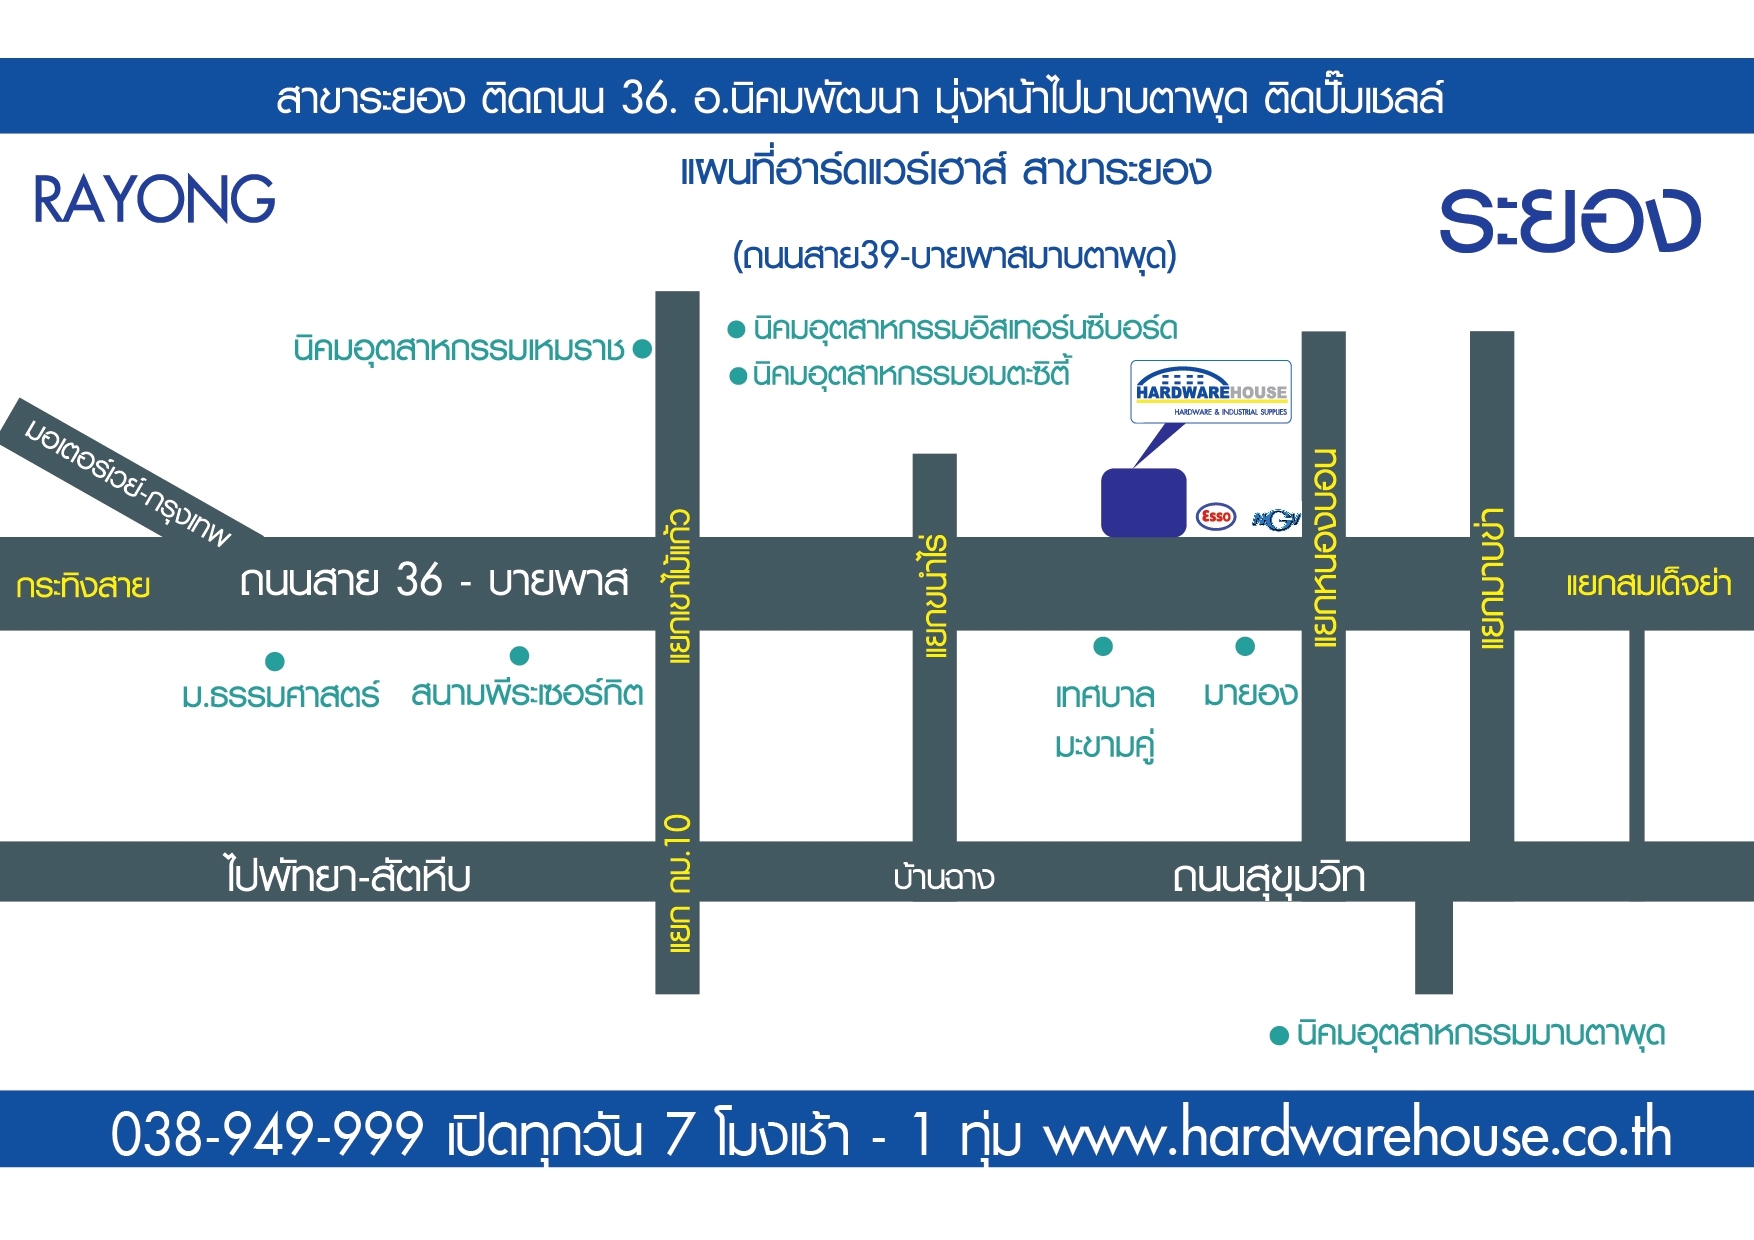 สาขาระยอง ติดถนน 36. อ.นิคมพัฒนา มุ่งหน้าไปมาบตาพุด ติดปั๊มเชลล์
แผนที่ฮาร์ดแวร์เฮาส์ สาขาระยอง
RAYONG
ระยอง
(ถนนสาย39-บายพาสมาบตาพุด)
นิคมอุตสาหกรรมเหมราช
นิคมอุตสาหกรรมอิสเทอร์นซีบอร์ด
นิคมอุตสาหกรรมอมตะซิตี้
HARDWAREHOUSE
HARDWARE & INDUSTRIAL SUPPLIES
มอเตอร์เวย์-กรุงเทพ
Esso
NGV
กระทิงสาย
ถนนสาย 36 - บายพาส
แยกเขาไม้แก้ว
แยกขนำไร่
แยกหนองบอน
แยกมาบข่า
แยกสมเด็จย่า
ม.ธรรมศาสตร์
สนามพีระเซอร์กิต
เทศบาล
มะขามคู่
มายอง
ไปพัทยา-สัตหีบ
แยก กม.10
บ้านฉาง
ถนนสุขุมวิท
นิคมอุตสาหกรรมมาบตาพุด
038-949-999 เปิดทุกวัน 7 โมงเช้า - 1 ทุ่ม www.hardwarehouse.co.th